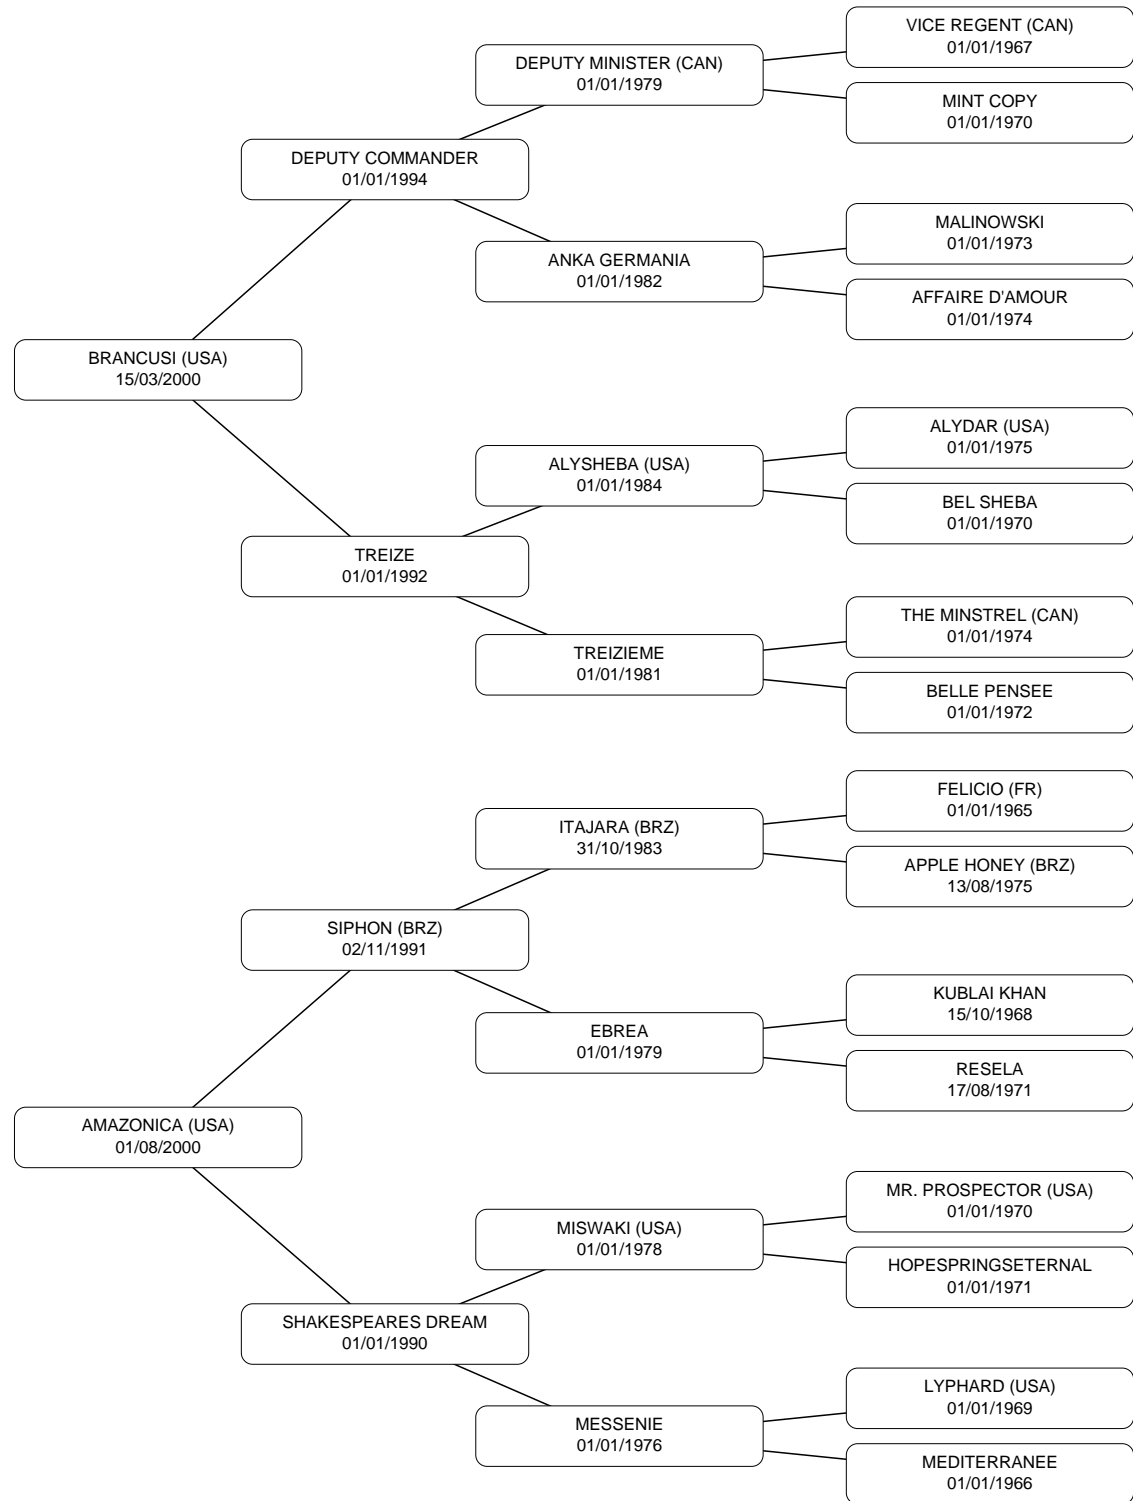 VICE REGENT (CAN)
01/01/1967
DEPUTY MINISTER (CAN)
01/01/1979
MINT COPY
01/01/1970
DEPUTY COMMANDER
01/01/1994
MALINOWSKI
01/01/1973
ANKA GERMANIA
01/01/1982
AFFAIRE D'AMOUR
01/01/1974
BRANCUSI (USA)
15/03/2000
ALYDAR (USA)
01/01/1975
ALYSHEBA (USA)
01/01/1984
BEL SHEBA
01/01/1970
TREIZE
01/01/1992
THE MINSTREL (CAN)
01/01/1974
TREIZIEME
01/01/1981
BELLE PENSEE
01/01/1972
FELICIO (FR)
01/01/1965
ITAJARA (BRZ)
31/10/1983
APPLE HONEY (BRZ)
13/08/1975
SIPHON (BRZ)
02/11/1991
KUBLAI KHAN
15/10/1968
EBREA
01/01/1979
RESELA
17/08/1971
AMAZONICA (USA)
01/08/2000
MR. PROSPECTOR (USA)
01/01/1970
MISWAKI (USA)
01/01/1978
HOPESPRINGSETERNAL
01/01/1971
SHAKESPEARES DREAM
01/01/1990
LYPHARD (USA)
01/01/1969
MESSENIE
01/01/1976
MEDITERRANEE
01/01/1966